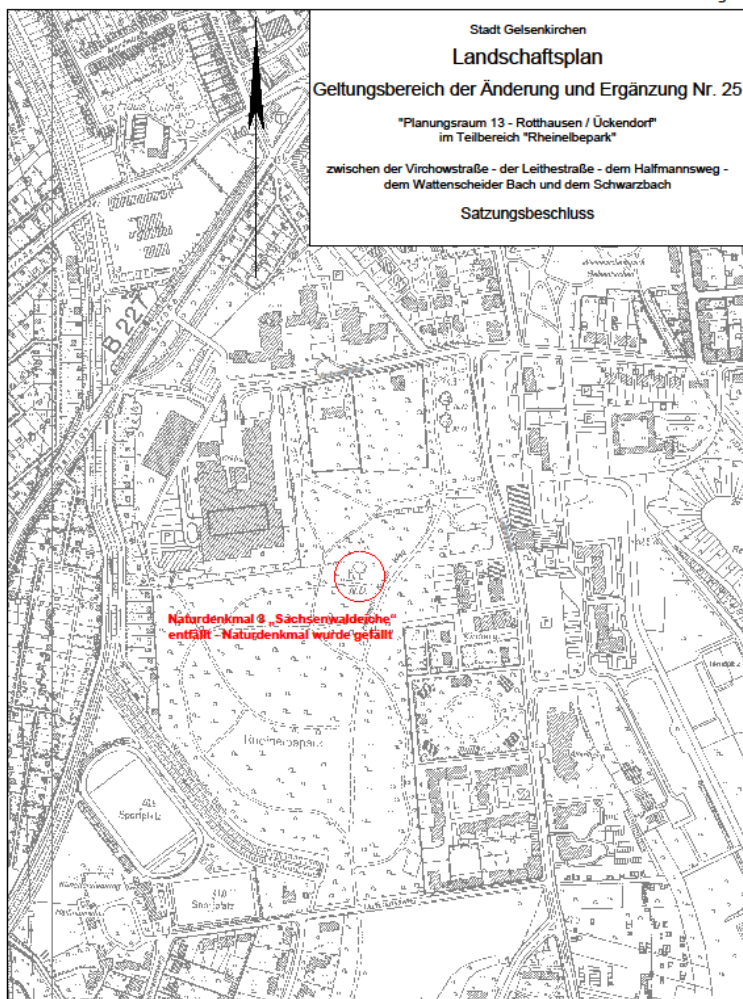 Stadt Gelsenkirchen
Landschaftsplan
Geltungsbereich der Änderung und Ergänzung Nr. 25
"Planungsraum 13 - Rotthausen / Ückendorf"
im Teilbereich "Rheinelbepark"
zwischen der Virchowstraße - der Leithestraße - dem Halfmannsweg -
dem Wattenscheider Bach und dem Schwarzbach
Satzungsbeschluss
B 227
ND
Naturdenkmal 8 „Sachsenwaldeiche“
entfällt - Naturdenkmal wurde gefällt
Rheinelbepark
Sportplatz
Sportplatz